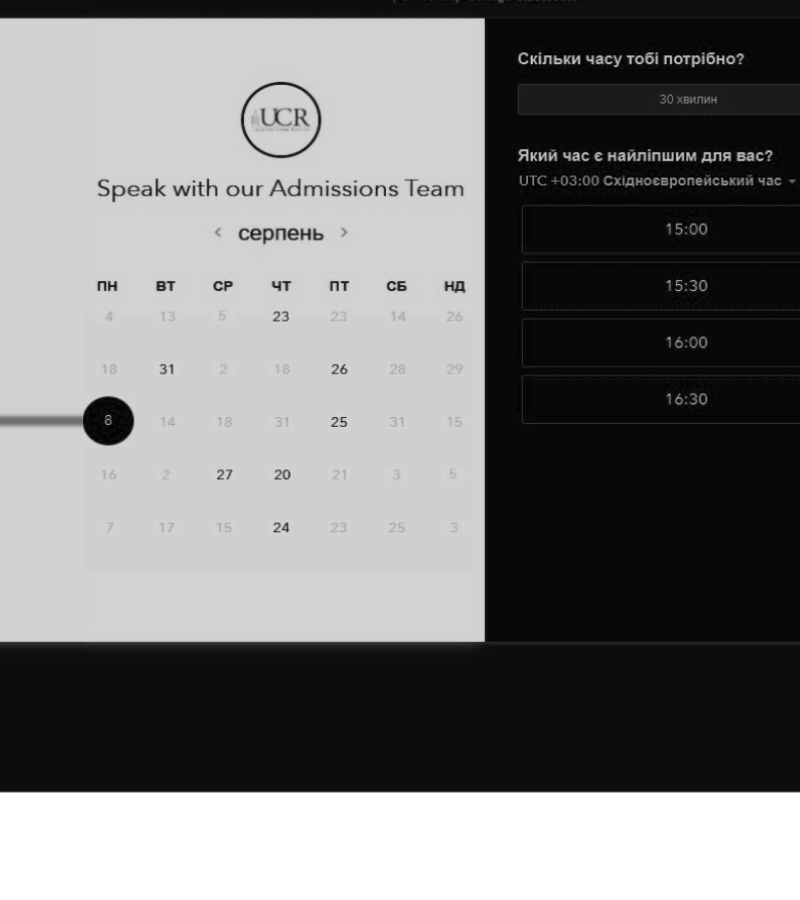 UCR
Speak with our Admissions Team
< серпень >
ПН ВТ СР ЧТ ПТ СБ НД
4 13 5 23 23 14 26
18 31 2 18 26 28 29
8 14 18 31 25 31 15
16 2 27 20 21 3 5
7 17 15 24 23 25 3
Скільки часу тобі потрібно?
30 хвилин
Який час є найліпшим для вас?
UTC +03:00 Східноєвропейський час
15:00
15:30
16:00
16:30